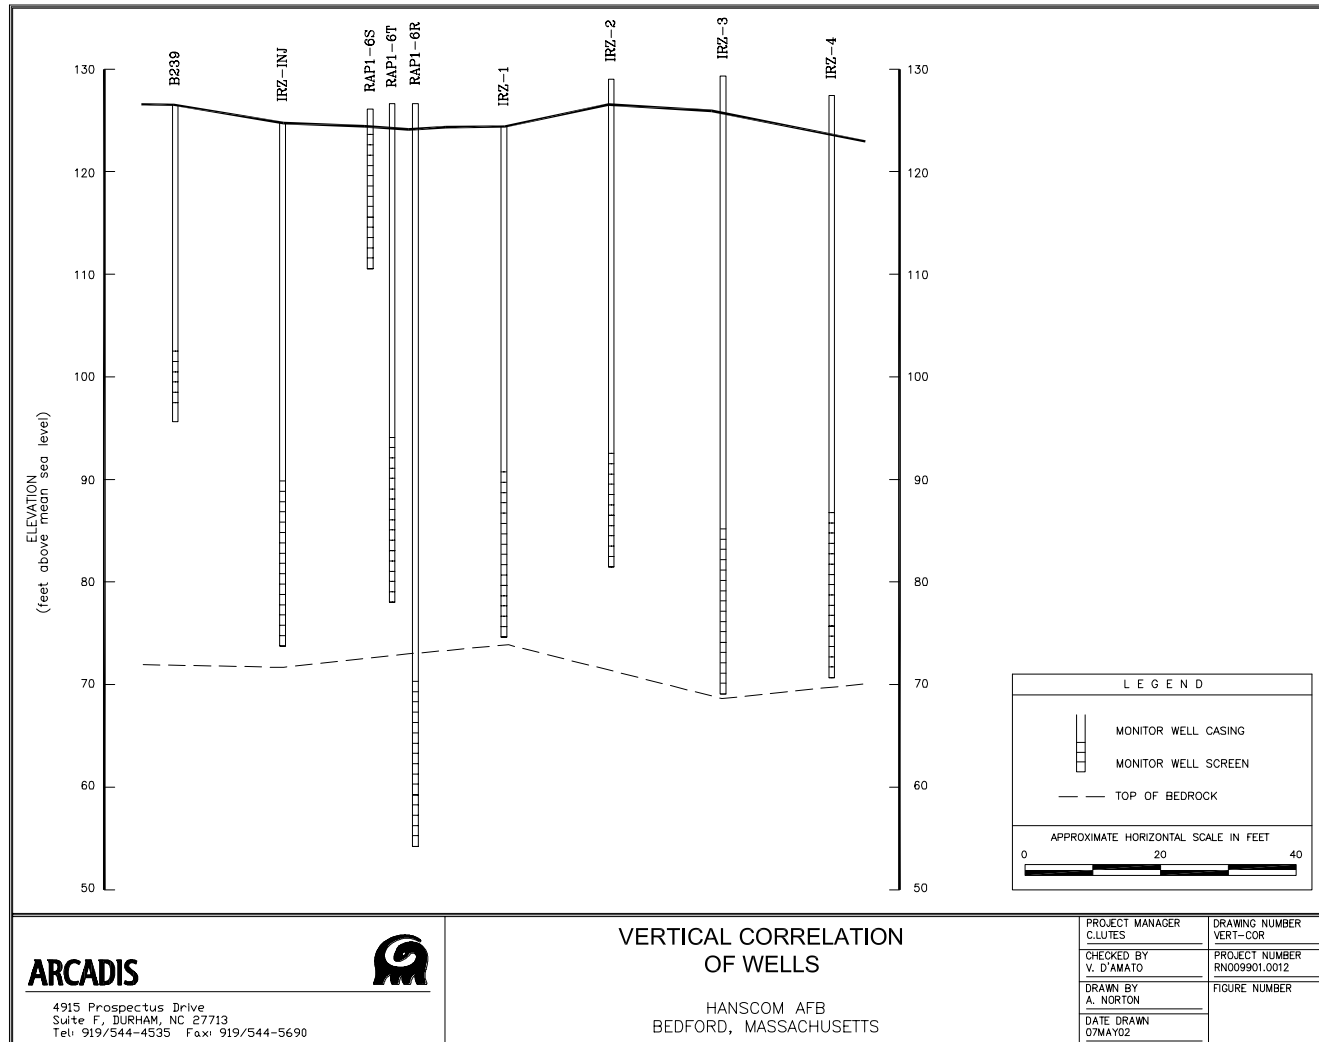 B239
IRZ-INJ
RAP1-6S
RAP1-6T
RAP1-6R
IRZ-1
IRZ-2
IRZ-3
IRZ-4
130
120
110
100
90
80
70
60
50
ELEVATION
(feet above mean sea level)
130
120
110
100
90
80
70
60
50
LEGEND
MONITOR WELL CASING
MONITOR WELL SCREEN
TOP OF BEDROCK
APPROXIMATE HORIZONTAL SCALE IN FEET
0 20 40
ARCADIS
4915 Prospectus Drive
Suite F, DURHAM, NC 27713
Tel: 919/544-4535 Fax: 919/544-5690
VERTICAL CORRELATION
OF WELLS
HANSCOM AFB
BEDFORD, MASSACHUSETTS
PROJECT MANAGER
C.LUTES
DRAWING NUMBER
VERT-COR
CHECKED BY
V. D'AMATO
PROJECT NUMBER
RN009901.0012
DRAWN BY
A. NORTON
FIGURE NUMBER
DATE DRAWN
07MAY02